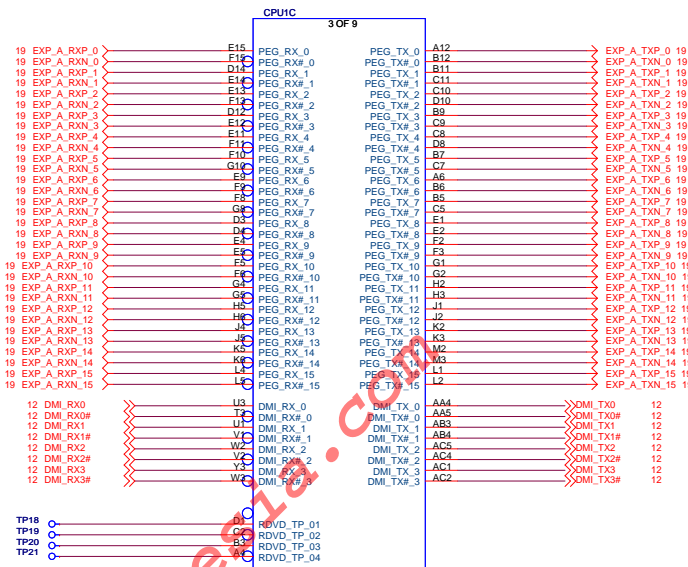 CPU1C
3 OF 9
19 EXP_A_RXP_0 E15 PEG_RX_0 PEG_TX_0 A12 EXP_A_TXP_0 19
19 EXP_A_RXN_0 F15 PEG_RX#_0 PEG_TX#_0 B12 EXP_A_TXN_0 19
19 EXP_A_RXP_1 D14 PEG_RX_1 PEG_TX_1 B11 EXP_A_TXP_1 19
19 EXP_A_RXN_1 E14 PEG_RX#_1 PEG_TX#_1 C11 EXP_A_TXN_1 19
19 EXP_A_RXP_2 E13 PEG_RX_2 PEG_TX_2 C10 EXP_A_TXP_2 19
19 EXP_A_RXN_2 F13 PEG_RX#_2 PEG_TX#_2 D10 EXP_A_TXN_2 19
19 EXP_A_RXP_3 D12 PEG_RX_3 PEG_TX_3 B9 EXP_A_TXP_3 19
19 EXP_A_RXN_3 E12 PEG_RX#_3 PEG_TX#_3 C9 EXP_A_TXN_3 19
19 EXP_A_RXP_4 E11 PEG_RX_4 PEG_TX_4 C8 EXP_A_TXP_4 19
19 EXP_A_RXN_4 F11 PEG_RX#_4 PEG_TX#_4 D8 EXP_A_TXN_4 19
19 EXP_A_RXP_5 F10 PEG_RX_5 PEG_TX_5 B7 EXP_A_TXP_5 19
19 EXP_A_RXN_5 G10 PEG_RX#_5 PEG_TX#_5 C7 EXP_A_TXN_5 19
19 EXP_A_RXP_6 E9 PEG_RX_6 PEG_TX_6 A6 EXP_A_TXP_6 19
19 EXP_A_RXN_6 F9 PEG_RX#_6 PEG_TX#_6 B6 EXP_A_TXN_6 19
19 EXP_A_RXP_7 F8 PEG_RX_7 PEG_TX_7 B5 EXP_A_TXP_7 19
19 EXP_A_RXN_7 G8 PEG_RX#_7 PEG_TX#_7 C5 EXP_A_TXN_7 19
19 EXP_A_RXP_8 D3 PEG_RX_8 PEG_TX_8 E1 EXP_A_TXP_8 19
19 EXP_A_RXN_8 D4 PEG_RX#_8 PEG_TX#_8 E2 EXP_A_TXN_8 19
19 EXP_A_RXP_9 E4 PEG_RX_9 PEG_TX_9 F2 EXP_A_TXP_9 19
19 EXP_A_RXN_9 E5 PEG_RX#_9 PEG_TX#_9 F3 EXP_A_TXN_9 19
19 EXP_A_RXP_10 F5 PEG_RX_10 PEG_TX_10 G1 EXP_A_TXP_10 19
19 EXP_A_RXN_10 F6 PEG_RX#_10 PEG_TX#_10 G2 EXP_A_TXN_10 19
19 EXP_A_RXP_11 G4 PEG_RX_11 PEG_TX_11 H2 EXP_A_TXP_11 19
19 EXP_A_RXN_11 G5 PEG_RX#_11 PEG_TX#_11 H3 EXP_A_TXN_11 19
19 EXP_A_RXP_12 H5 PEG_RX_12 PEG_TX_12 J1 EXP_A_TXP_12 19
19 EXP_A_RXN_12 H6 PEG_RX#_12 PEG_TX#_12 J2 EXP_A_TXN_12 19
19 EXP_A_RXP_13 J4 PEG_RX_13 PEG_TX_13 K2 EXP_A_TXP_13 19
19 EXP_A_RXN_13 J5 PEG_RX#_13 PEG_TX#_13 K3 EXP_A_TXN_13 19
19 EXP_A_RXP_14 K5 PEG_RX_14 PEG_TX_14 M2 EXP_A_TXP_14 19
19 EXP_A_RXN_14 K6 PEG_RX#_14 PEG_TX#_14 M3 EXP_A_TXN_14 19
19 EXP_A_RXP_15 L4 PEG_RX_15 PEG_TX_15 L1 EXP_A_TXP_15 19
19 EXP_A_RXN_15 L5 PEG_RX#_15 PEG_TX#_15 L2 EXP_A_TXN_15 19
12 DMI_RX0 U3 DMI_RX_0 DMI_TX_0 AA4 DMI_TX0 12
12 DMI_RX0# T3 DMI_RX#_0 DMI_TX#_0 AA5 DMI_TX0# 12
12 DMI_RX1 U1 DMI_RX_1 DMI_TX_1 AB3 DMI_TX1 12
12 DMI_RX1# V1 DMI_RX#_1 DMI_TX#_1 AB4 DMI_TX1# 12
12 DMI_RX2 W2 DMI_RX_2 DMI_TX_2 AC5 DMI_TX2 12
12 DMI_RX2# V2 DMI_RX#_2 DMI_TX#_2 AC4 DMI_TX2# 12
12 DMI_RX3 Y3 DMI_RX_3 DMI_TX_3 AC1 DMI_TX3 12
12 DMI_RX3# W3 DMI_RX#_3 DMI_TX#_3 AC2 DMI_TX3# 12
TP18 D1 RDVD_TP_01
TP19 C2 RDVD_TP_02
TP20 B3 RDVD_TP_03
TP21 A4 RDVD_TP_04
esia.com